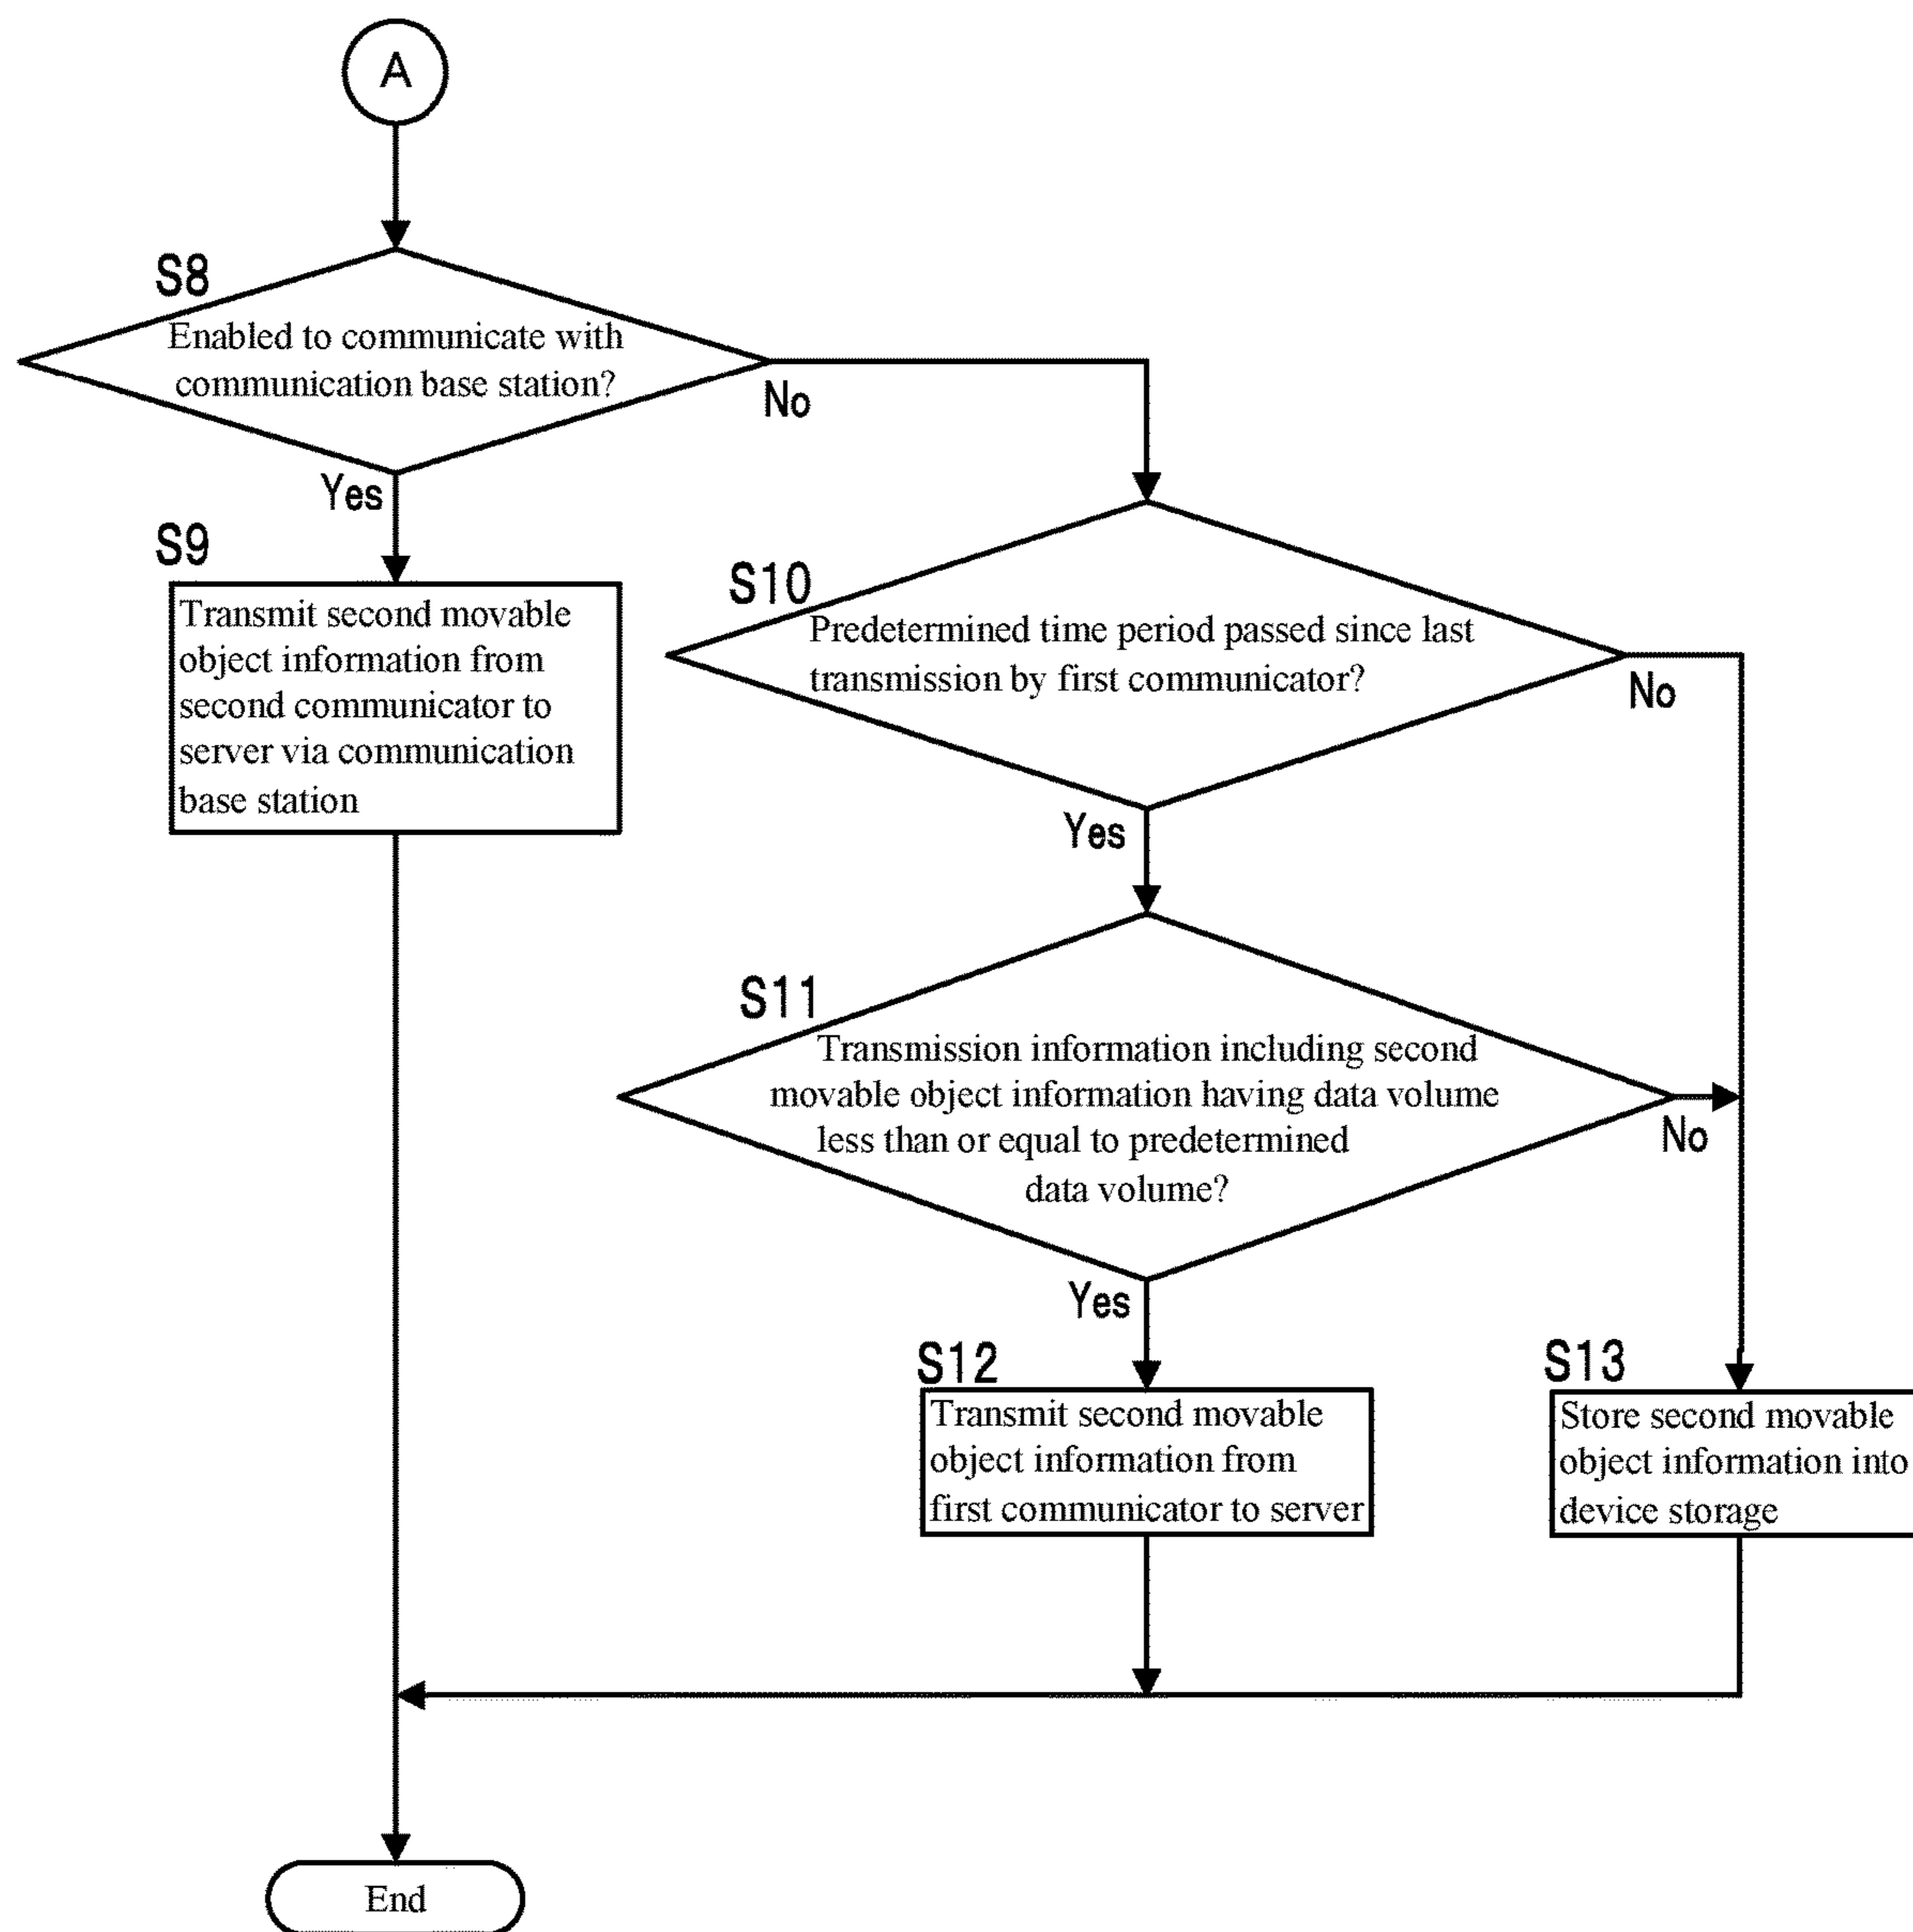 A
S8
Enabled to communicate with
communication base station?
No
Yes
S9
Transmit second movable
object information from
second communicator to
server via communication
base station
S10
Predetermined time period passed since last
transmission by first communicator?
No
Yes
S11
Transmission information including second
movable object information having data volume
less than or equal to predetermined
data volume?
No
Yes
S12
Transmit second movable
object information from
first communicator to server
S13
Store second movable
object information into
device storage
End